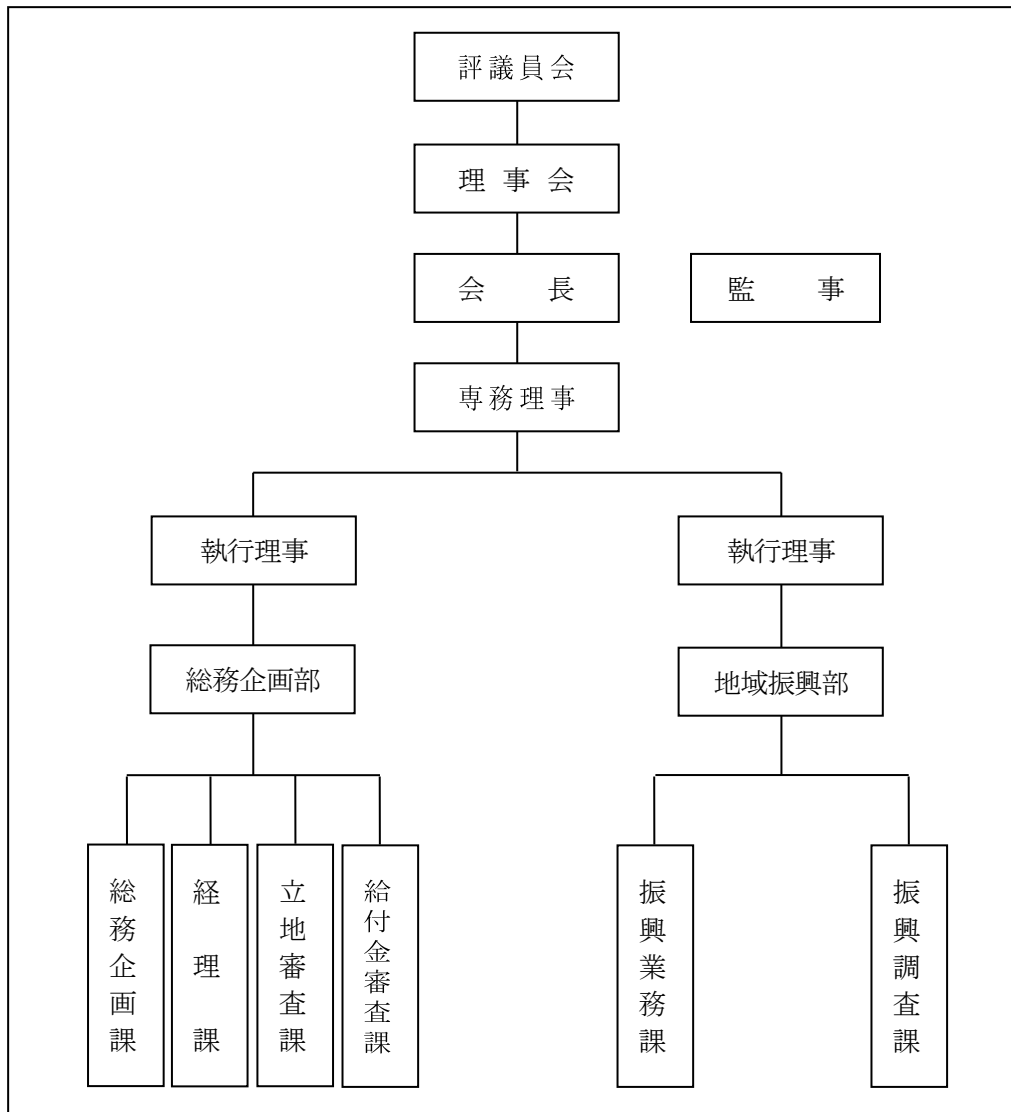 評議員会
理事会
会長
監事
専務理事
執行理事
執行理事
総務企画部
地域振興部
総務企画課
経理課
立地審査課
給付金審査課
振興業務課
振興調査課